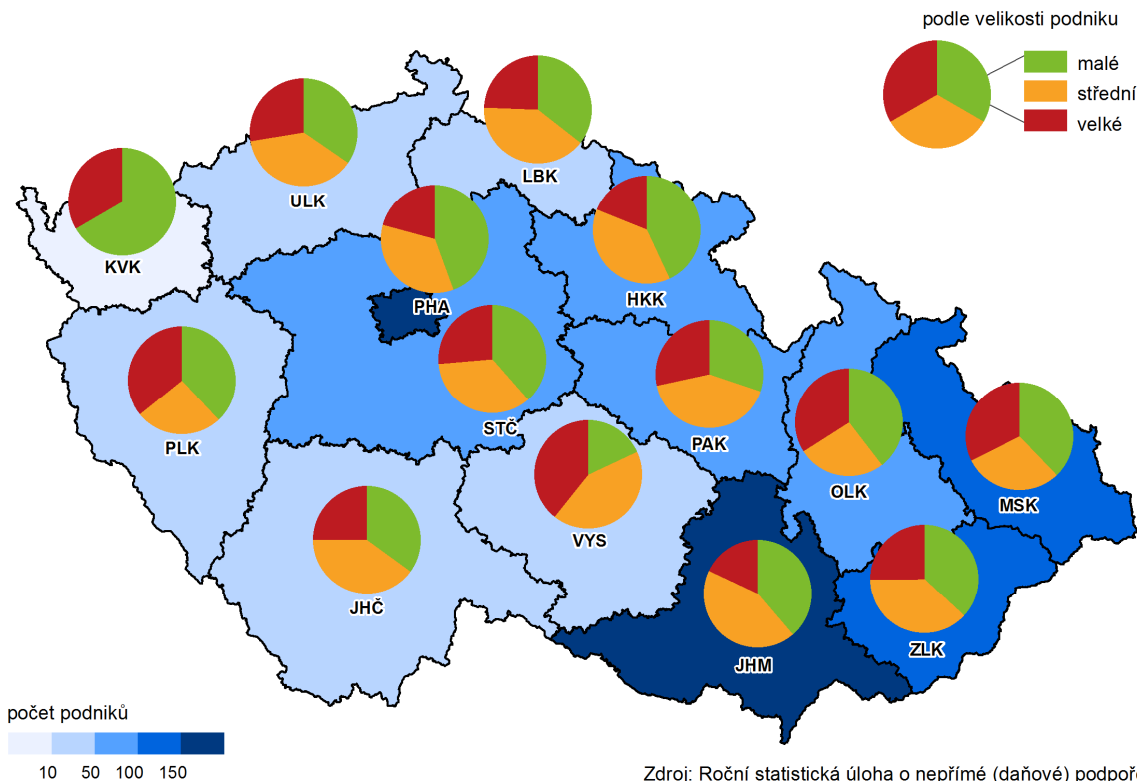 podle velikosti podniku
malé
střední
velké
LBK
ULK
KVK
HKK
PHA
STČ
PAK
PLK
OLK
MSK
VYS
JHČ
ZLK
JHM
počet podniků
10 50 100 150
Zdroj: Roční statistická úloha o nepřímé (daňové) podpoře